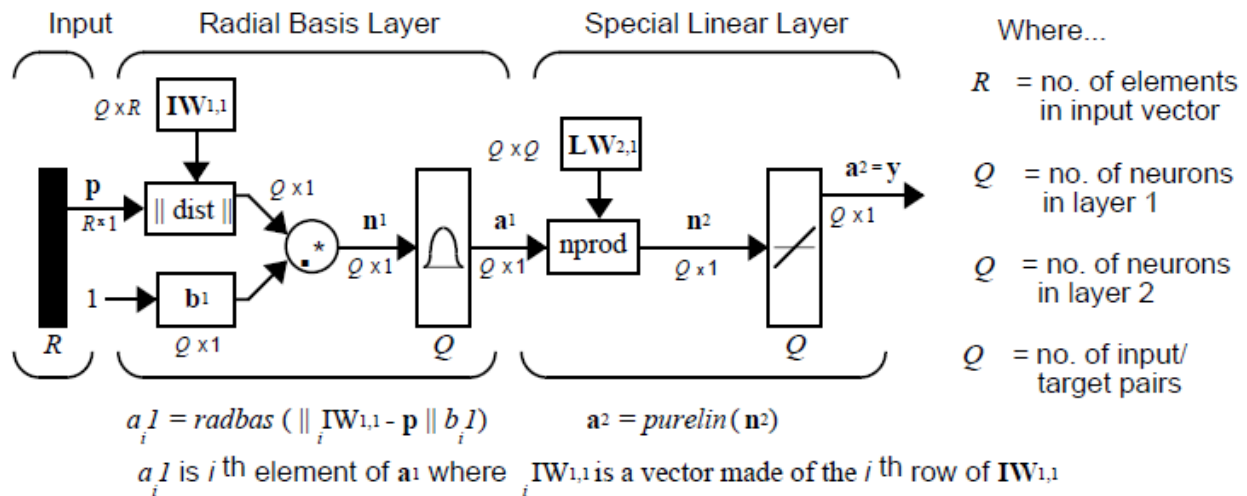 Input
Radial Basis Layer
Special Linear Layer
Where...
Q x R
IW1,1
Q x Q
LW2,1
R = no. of elements
in input vector
p
R x 1
|| dist ||
Q x 1
1
b1
Q x 1
.*
n1
Q x 1
a1
Q x 1
nprod
n2
Q x 1
a2 = y
Q x 1
R
Q
Q
Q = no. of neurons
in layer 1
Q = no. of neurons
in layer 2
Q = no. of input/
target pairs
ai1 = radbas ( || iIW1,1 - p || bi1)
a2 = purelin ( n2)
ai1 is i th element of a1 where iIW1,1 is a vector made of the i th row of IW1,1